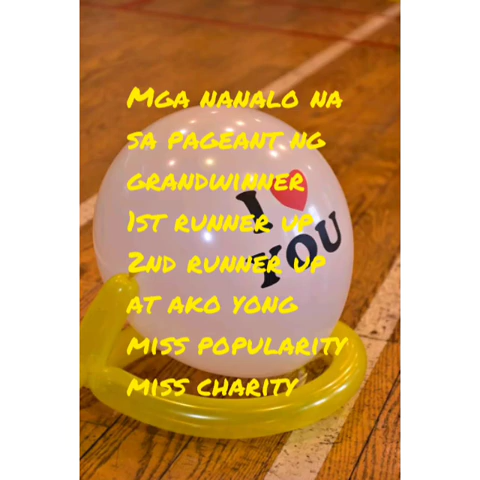 Mga nanalo na
sa pageant ng
grandwinner
1st runner up
2nd runner up
at ako yong
miss popularity
miss charity
I ❤
YOU